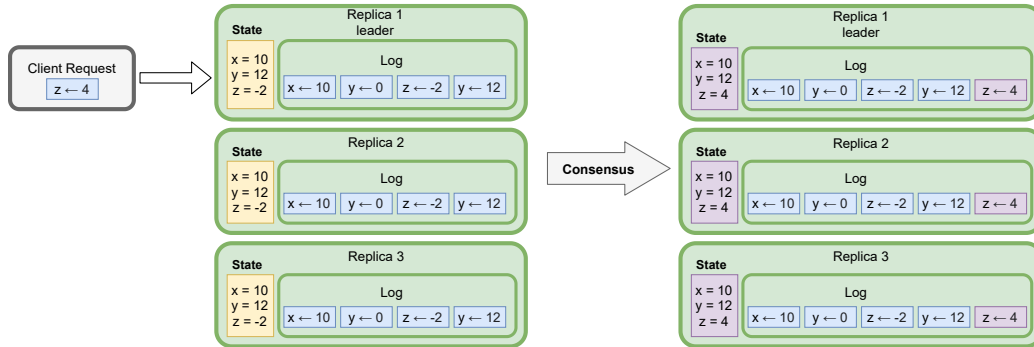 Client Request
z ← 4
Replica 1
leader
State
x = 10
y = 12
z = -2
Log
x ← 10 y ← 0 z ← -2 y ← 12
Replica 2
State
x = 10
y = 12
z = -2
Log
x ← 10 y ← 0 z ← -2 y ← 12
Replica 3
State
x = 10
y = 12
z = -2
Log
x ← 10 y ← 0 z ← -2 y ← 12
Consensus
Replica 1
leader
State
x = 10
y = 12
z = 4
Log
x ← 10 y ← 0 z ← -2 y ← 12 z ← 4
Replica 2
State
x = 10
y = 12
z = 4
Log
x ← 10 y ← 0 z ← -2 y ← 12 z ← 4
Replica 3
State
x = 10
y = 12
z = 4
Log
x ← 10 y ← 0 z ← -2 y ← 12 z ← 4